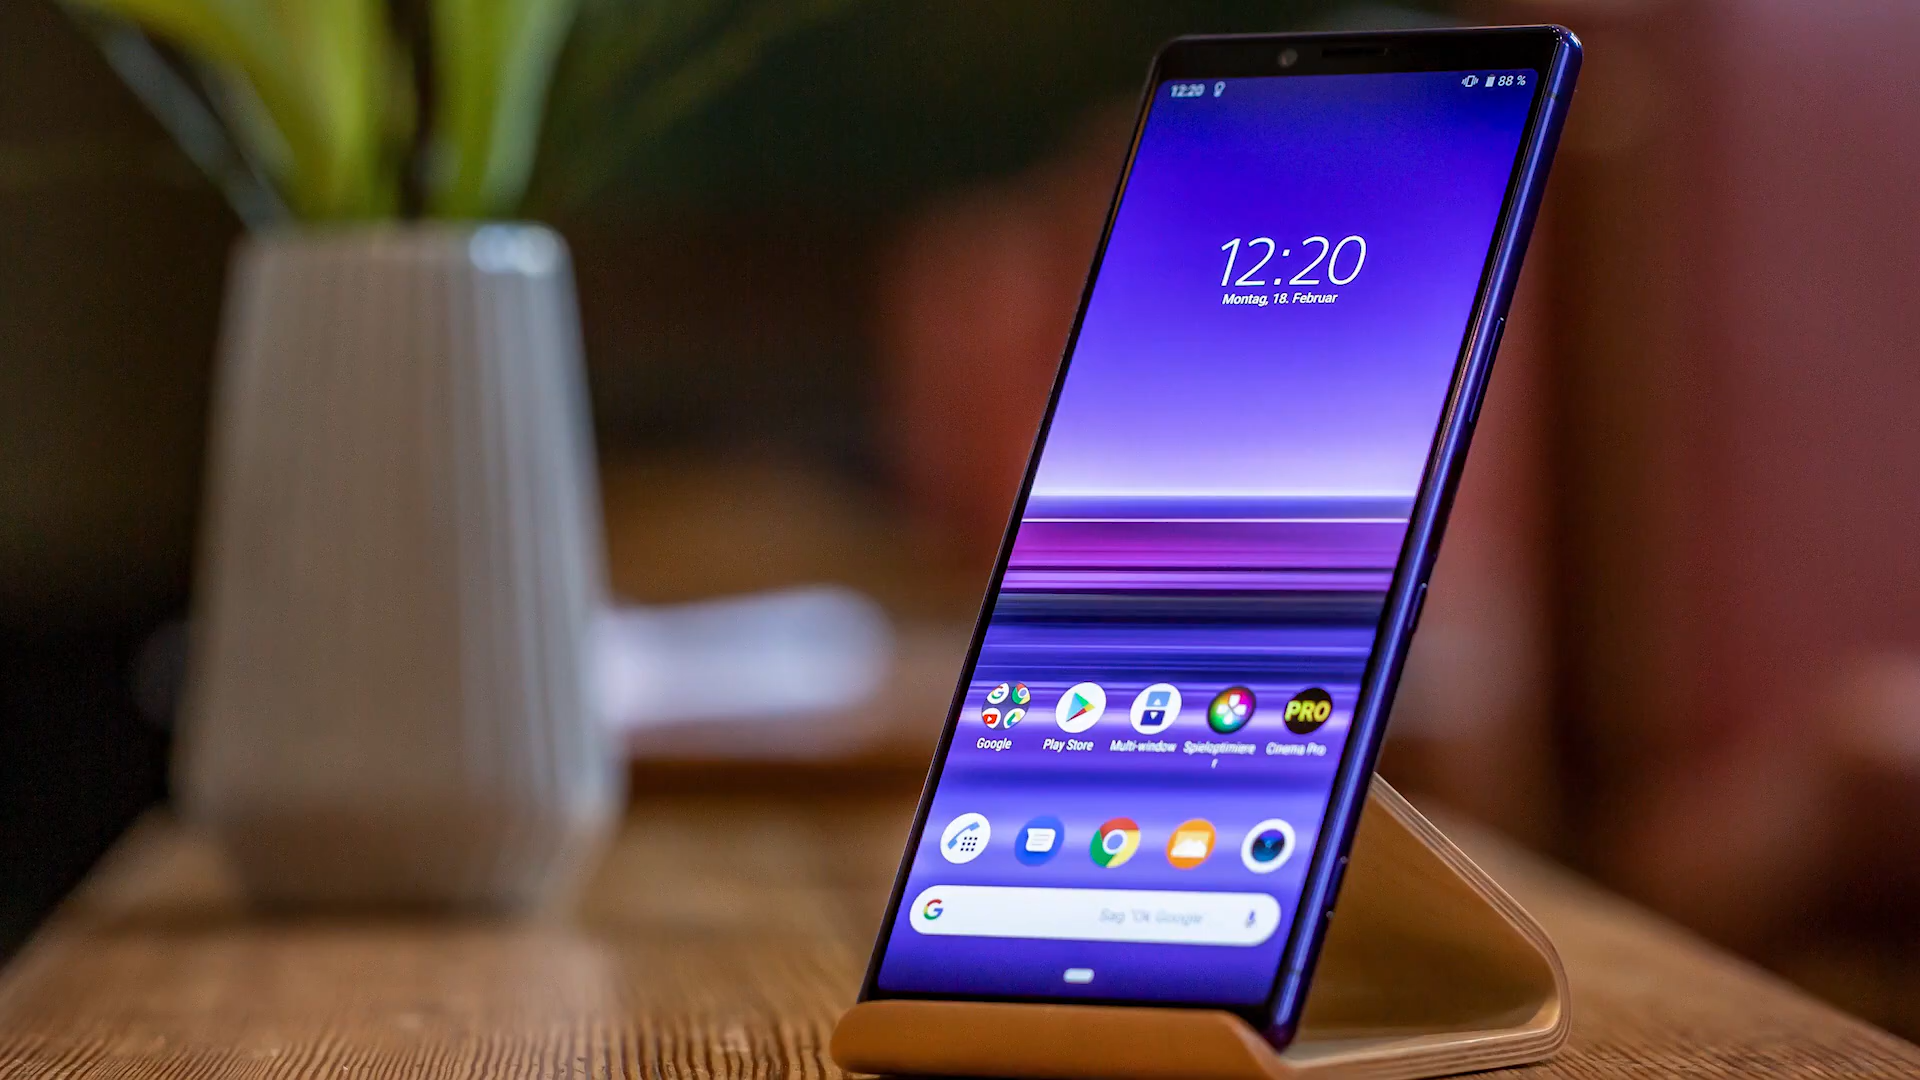 12:20
88 %
12:20
Montag, 18. Februar
PRO
Google
Play Store
Multi-window
Spieloptimiere
r
Cinema Pro
G
Sag "Ok Google"